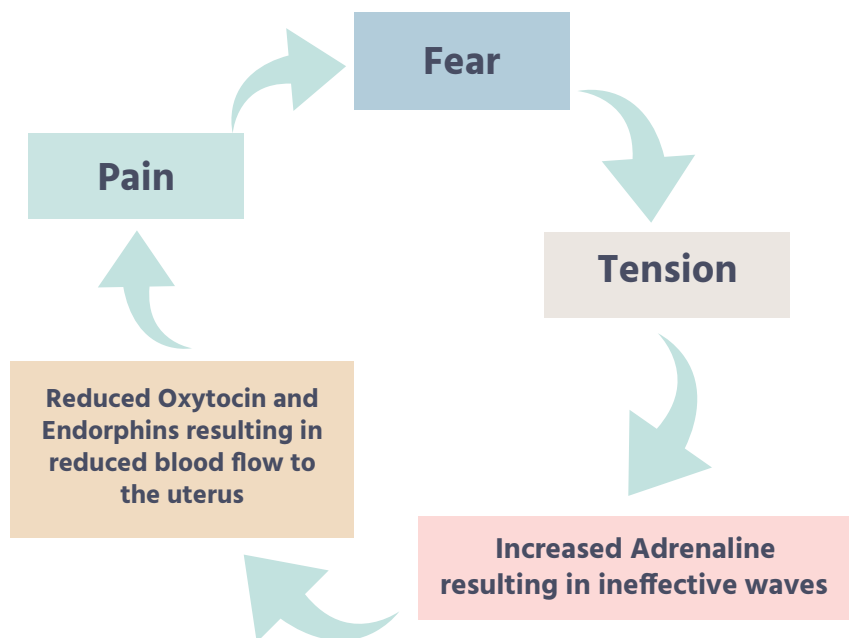 Fear
Pain
Tension
Reduced Oxytocin and
Endorphins resulting in
reduced blood flow to
the uterus
Increased Adrenaline
resulting in ineffective waves